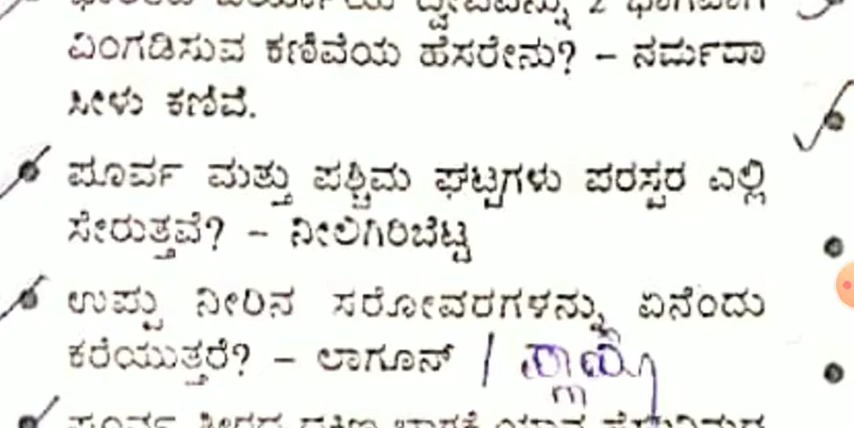 ವಿಂಗಡಿಸುವ ಕಣಿವೆಯ ಹೆಸರೇನು? – ನರ್ಮದಾ
ಸೀಳು ಕಣಿವೆ.
ಪೂರ್ವ ಮತ್ತು ಪಶ್ಚಿಮ ಘಟ್ಟಗಳು ಪರಸ್ಪರ ಎಲ್ಲಿ
ಸೇರುತ್ತವೆ? – ನೀಲಗಿರಿಬೆಟ್ಟ
ಉಪ್ಪು ನೀರಿನ ಸರೋವರಗಳನ್ನು ಏನೆಂದು
ಕರೆಯುತ್ತರೆ? – ಲಾಗೂನ್ /